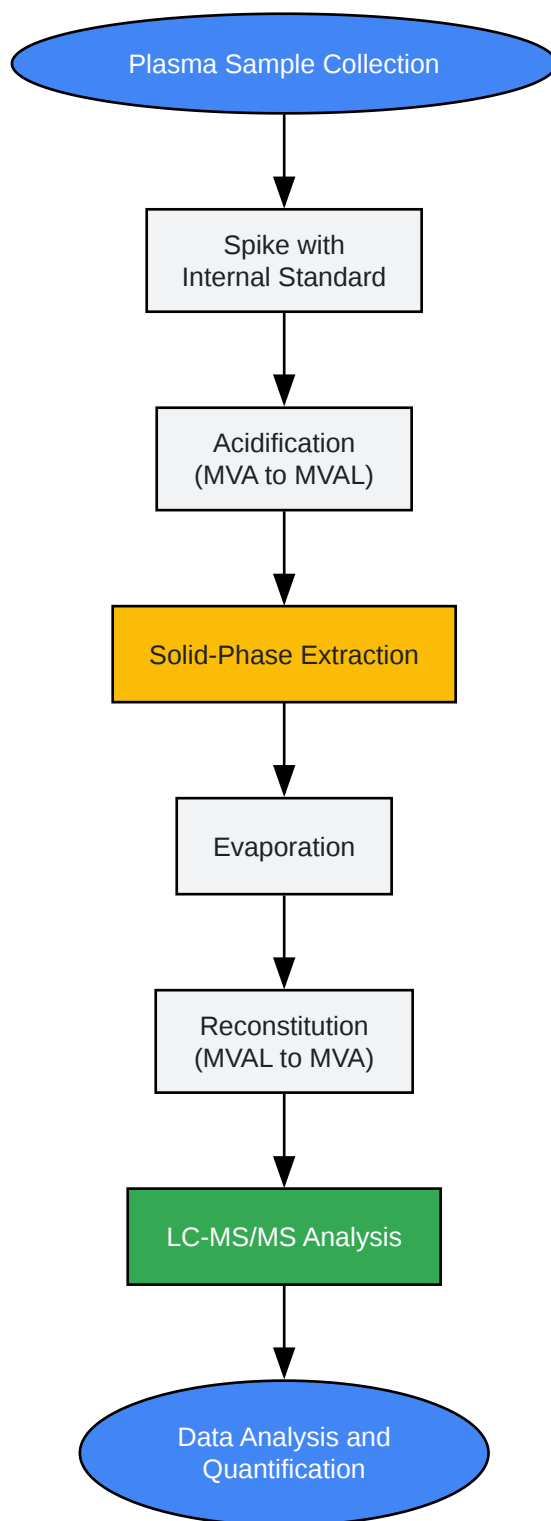 Plasma Sample Collection
Spike with
Internal Standard
Acidification
(MVA to MVAL)
Solid-Phase Extraction
Evaporation
Reconstitution
(MVAL to MVA)
LC-MS/MS Analysis
Data Analysis and
Quantification